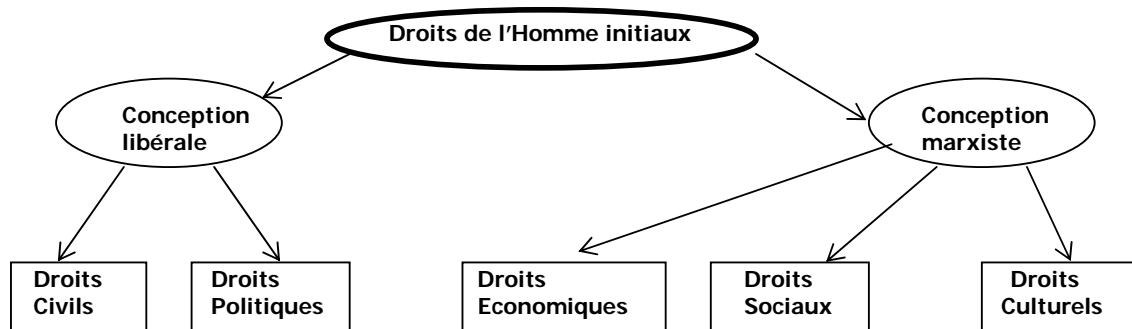 Droits de l'Homme initiaux
Conception
libérale
Conception
marxiste
Droits
Civils
Droits
Politiques
Droits
Economiques
Droits
Sociaux
Droits
Culturels